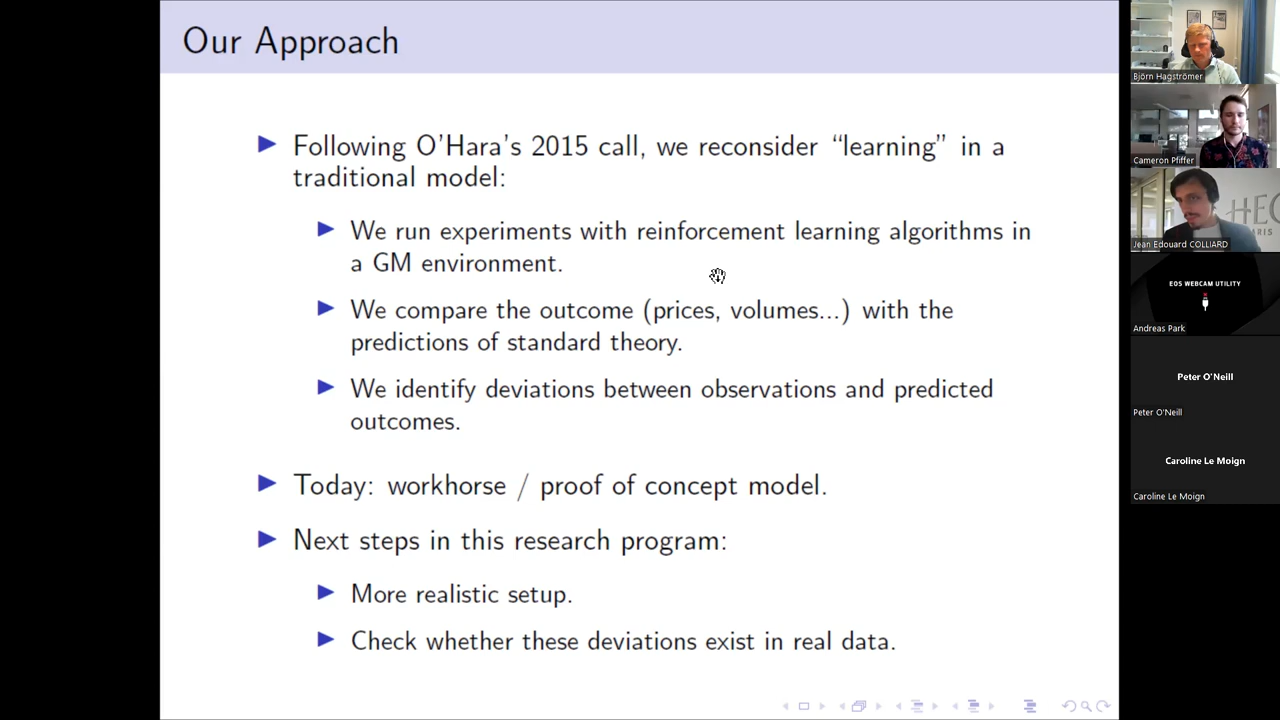 Our Approach
Following O'Hara's 2015 call, we reconsider “learning” in a
traditional model:
We run experiments with reinforcement learning algorithms in
a GM environment.
We compare the outcome (prices, volumes...) with the
predictions of standard theory.
We identify deviations between observations and predicted
outcomes.
Today: workhorse / proof of concept model.
Next steps in this research program:
More realistic setup.
Check whether these deviations exist in real data.
Björn Hagströmer
Cameron Pfiffer
HEC
PARIS
Jean Edouard COLLIARD
EOS WEBCAM UTILITY
Andreas Park
Peter O'Neill
Peter O'Neill
Caroline Le Moign
Caroline Le Moign